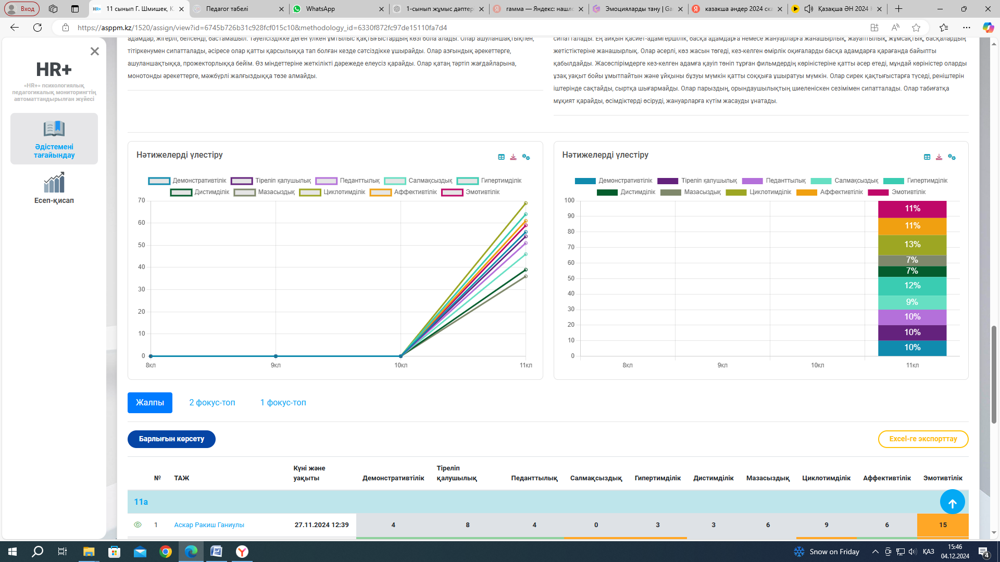 Вход
11 сынып Г. Шмишек, К
Педагог табелі
WhatsApp
1-сынып жұмыс дәптер
гамма — Яндекс: нашло
Эмоцияларды тану | Ga
казакша әндер 2024 ска
Қазақша ӘН 2024
https://asppm.kz/1520/assign/view?id=6745b726b31c928fcf015c10&methodology_id=6330f872fc97de15110fa7d4
HR+
«HR+» психологиялық
педагогикалық мониторингтің
автоматтандырылған жүйесі
Әдістемені
тағайындау
Есеп-қисап
адамдар, жігерлі, белсенді, бастамашыл. Тәуелсіздікке деген үлкен ұмтылыс қақтығыстардың көзі бола алады. Олар ашуланшақтықпен,
тітіркенумен сипатталады, әсіресе олар қатты қарсылыққа тап болған кезде сәтсіздікке ұшырайды. Олар азғындық әрекеттерге,
ашуланшақтыққа, прожекторлыққа бейім. Өз міндеттеріне жеткілікті дәрежеде елеусіз қарайды. Олар қатаң тәртіп жағдайларына,
монотонды әрекеттерге, мәжбүрлі жалғыздыққа төзе алмайды.
сипатталады. Ең айқын қасиет-адамгершілік, басқа адамдарға немесе жануарларға жанашырлық, жауаптылық, жұмсақтық, басқалардың
жетістіктеріне жанашырлық. Олар әсерлі, көз жасын төгеді, кез-келген өмірлік оқиғаларды басқа адамдарға қарағанда байыпты
қабылдайды. Жасөспірімдерге кез-келген адамға қауіп төніп тұрған фильмдердің көріністеріне қатты әсер етеді, мұндай көріністер оларды
ұзақ уақыт бойы ұмытпайтын және ұйқыны бұзуы мүмкін қатты соққыға ұшыратуы мүмкін. Олар сирек қақтығыстарға түседі, реніштерін
іштерінде сақтайды, сыртқа шығармайды. Олар парыздың, орындаушылықтың шиеленіскен сезімімен сипатталады. Олар табиғатқа
мұқият қарайды, өсімдіктерді өсіруді, жануарларға күтім жасауды ұнатады.
Нәтижелерді үлестіру
Демонстративтілік Тіреліп қалушылық Педанттылық Салмақсыздық Гипертимділік
Дистимділік Мазасыздық Циклотимділік Аффективтілік Эмотивтілік
70
60
50
40
30
20
10
0
8кл 9кл 10кл 11кл
Нәтижелерді үлестіру
Демонстративтілік Тіреліп қалушылық Педанттылық Салмақсыздық Гипертимділік
Дистимділік Мазасыздық Циклотимділік Аффективтілік Эмотивтілік
100
90
80
70
60
50
40
30
20
10
0
11%
11%
13%
7%
7%
12%
9%
10%
10%
10%
8кл 9кл 10кл 11кл
Жалпы 2 фокус-топ 1 фокус-топ
Барлығын көрсету
Excel-ге экспорттау
№ ТАЖ Күні және уақыты Демонстративтілік Тіреліп қалушылық Педанттылық Салмақсыздық Гипертимділік Дистимділік Мазасыздық Циклотимділік Аффективтілік Эмотивтілік
11а
1 Аскар Ракиш Ганиулы 27.11.2024 12:39 4 8 4 0 3 3 6 9 6 15
Snow on Friday
ҚАЗ
15:46
04.12.2024
4